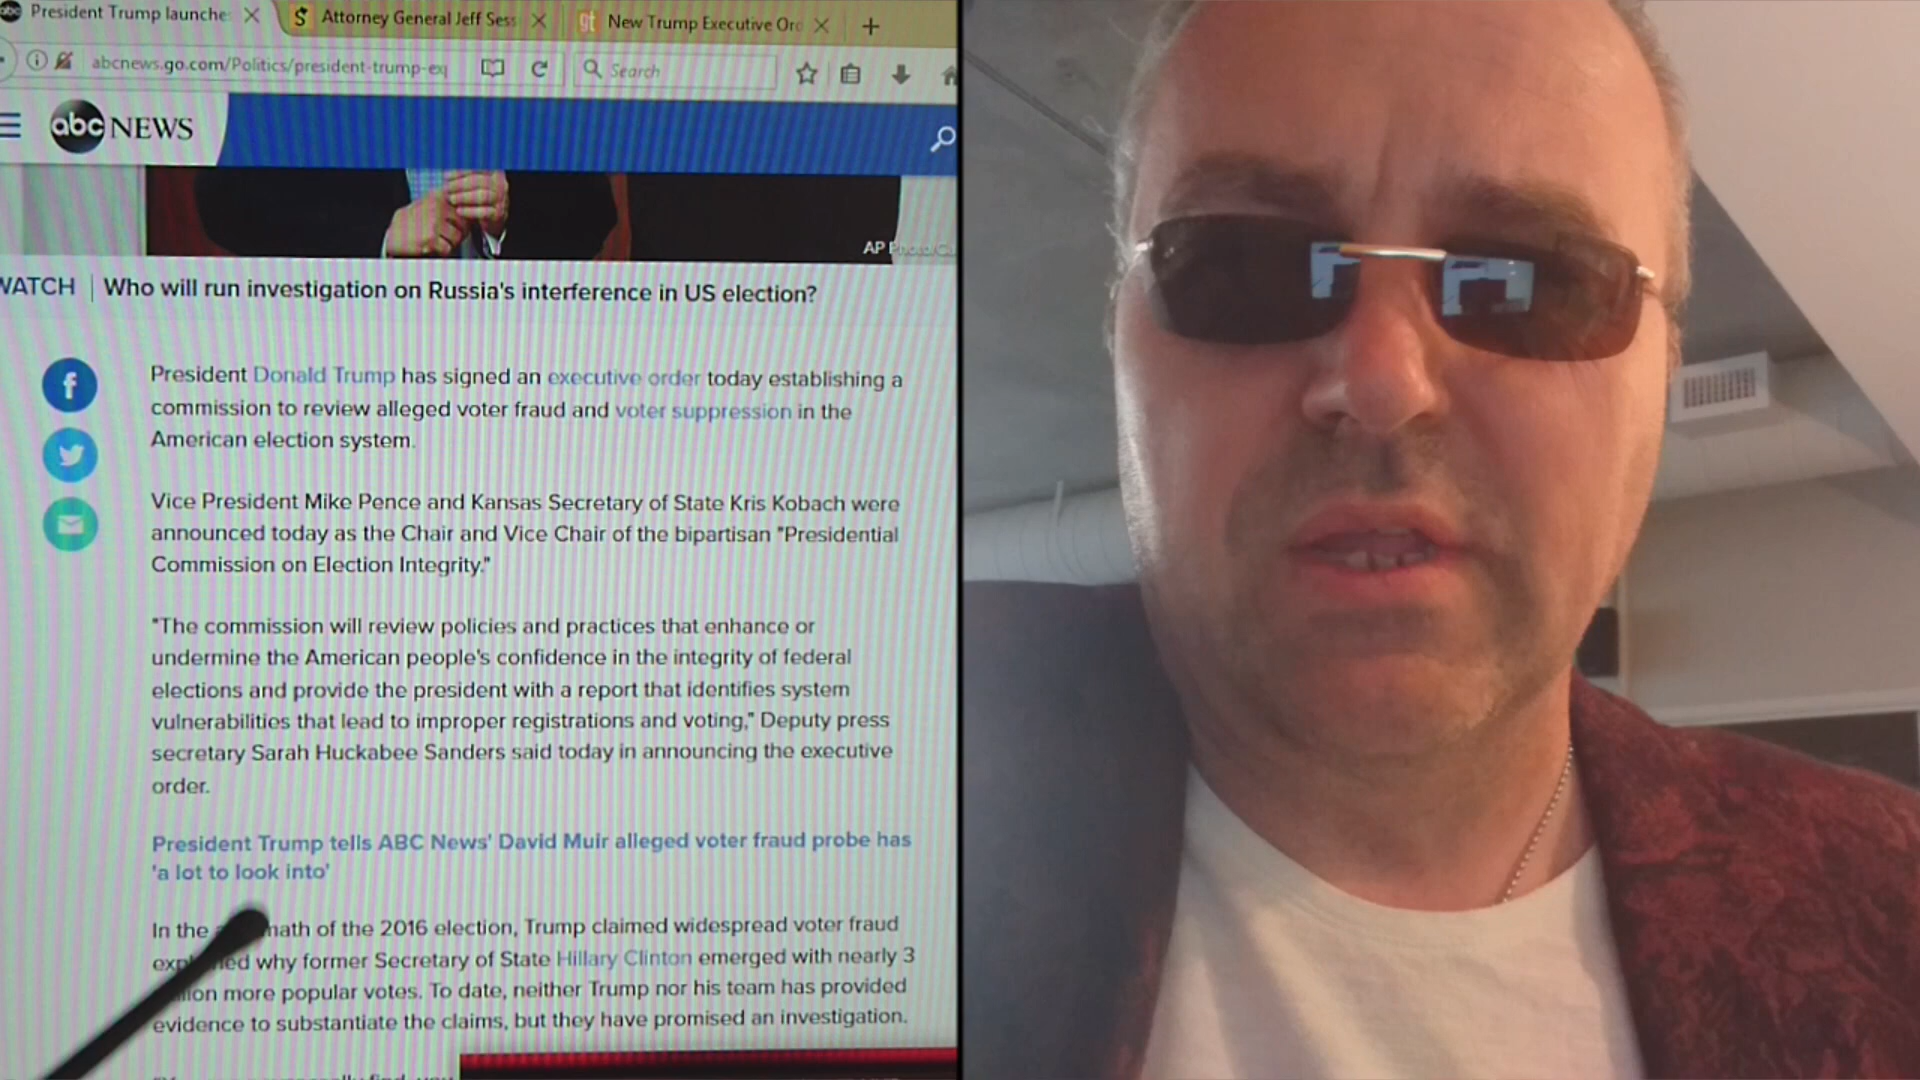 President Trump launche
Attorney General Jeff Sess
New Trump Executive Orc
abcnews.go.com/Politics/president-trump-ex
Search
abc NEWS
AP Photo/Ca
WATCH | Who will run investigation on Russia's interference in US election?
President Donald Trump has signed an executive order today establishing a
commission to review alleged voter fraud and voter suppression in the
American election system.
Vice President Mike Pence and Kansas Secretary of State Kris Kobach were
announced today as the Chair and Vice Chair of the bipartisan "Presidential
Commission on Election Integrity."
"The commission will review policies and practices that enhance or
undermine the American people's confidence in the integrity of federal
elections and provide the president with a report that identifies system
vulnerabilities that lead to improper registrations and voting," Deputy press
secretary Sarah Huckabee Sanders said today in announcing the executive
order.
President Trump tells ABC News' David Muir alleged voter fraud probe has
'a lot to look into'
In the math of the 2016 election, Trump claimed widespread voter fraud
why former Secretary of State Hillary Clinton emerged with nearly 3
more popular votes. To date, neither Trump nor his team has provided
evidence to substantiate the claims, but they have promised an investigation.